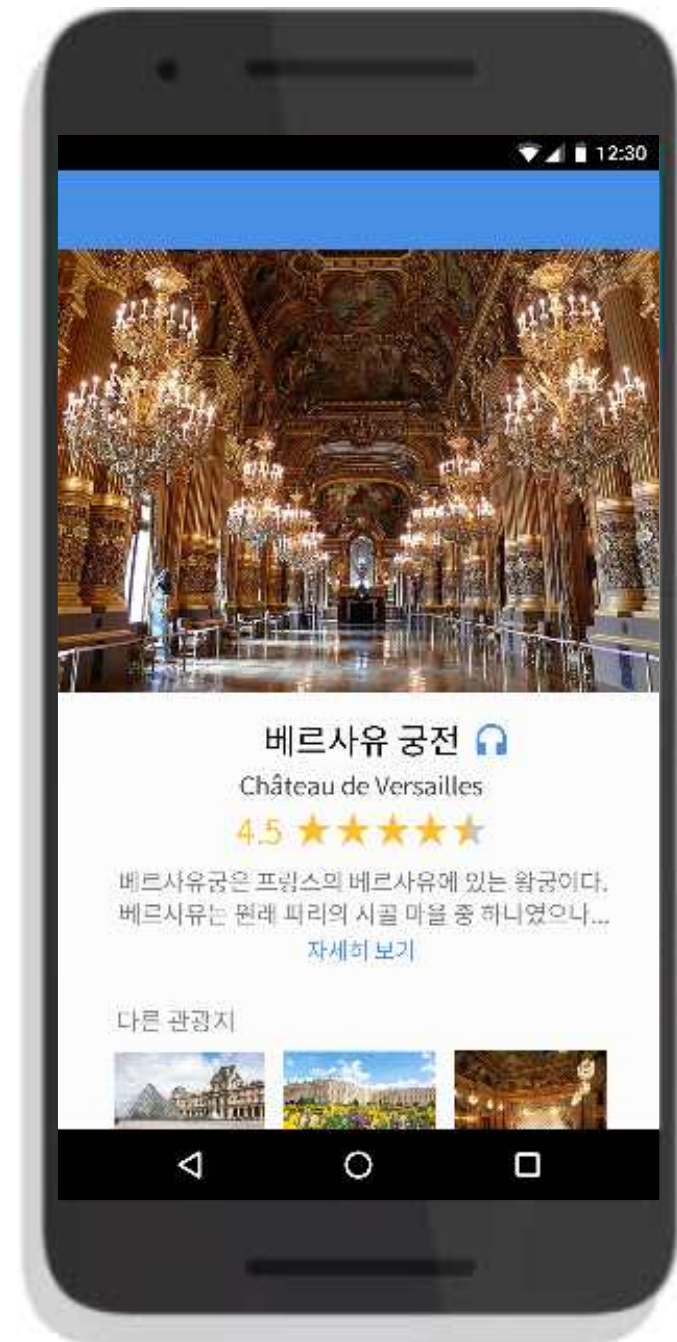 12:30
베르사유 궁전
Château de Versailles
4.5
베르사유궁은 프랑스의 베르사유에 있는 왕궁이다.
베르사유는 원래 파리의 시골 마을 중 하나였으나...
자세히 보기
다른 관광지